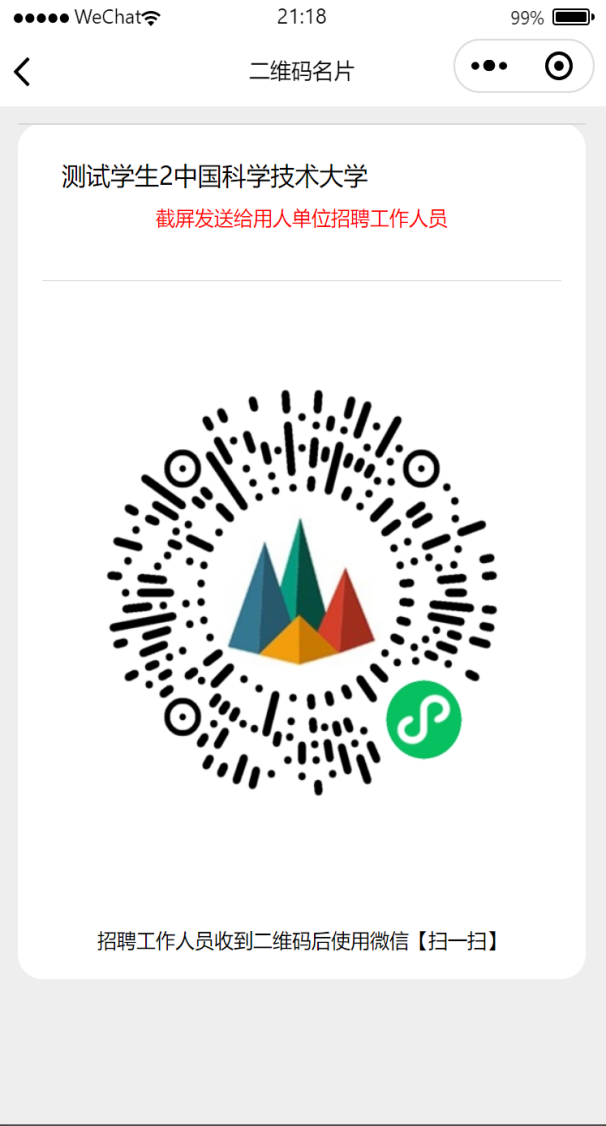 WeChat 21:18 99%
二维码名片
测试学生2中国科学技术大学
截屏发送给用人单位招聘工作人员
招聘工作人员收到二维码后使用微信【扫一扫】